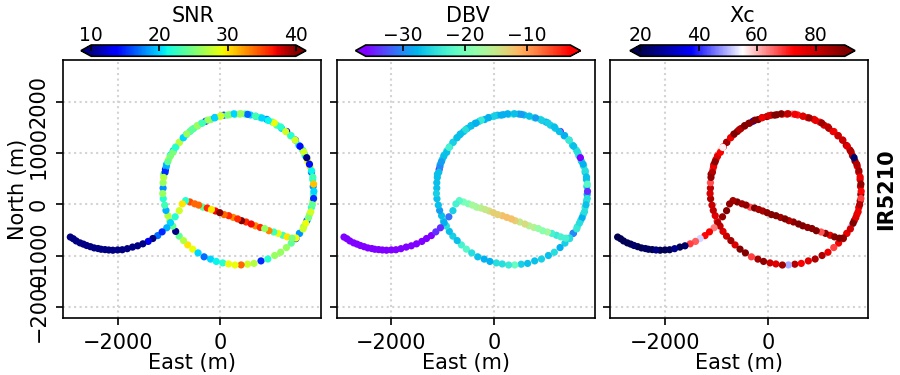 SNR
DBV
Xc
10 20 30 40
−30 −20 −10
20 40 60 80
North (m)
2000
1000
0
−1000
−2000
−2000 0
−2000 0
−2000 0
East (m)
East (m)
East (m)
IR5210